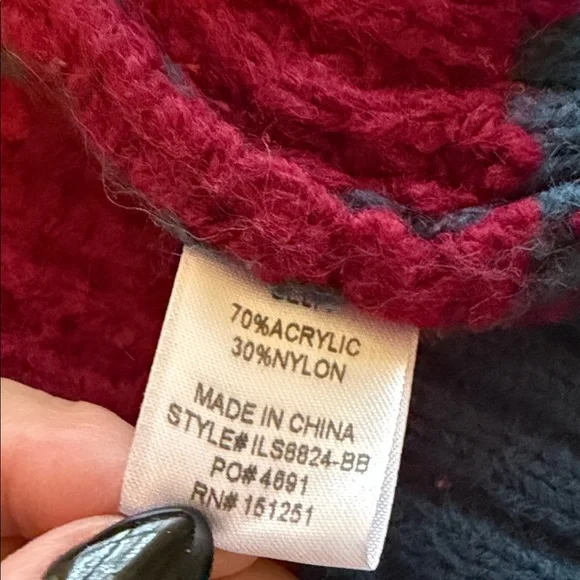 70%ACRYLIC
30%NYLON
MADE IN CHINA
STYLE# ILS8824-BB
PO# 4691
RN# 151251